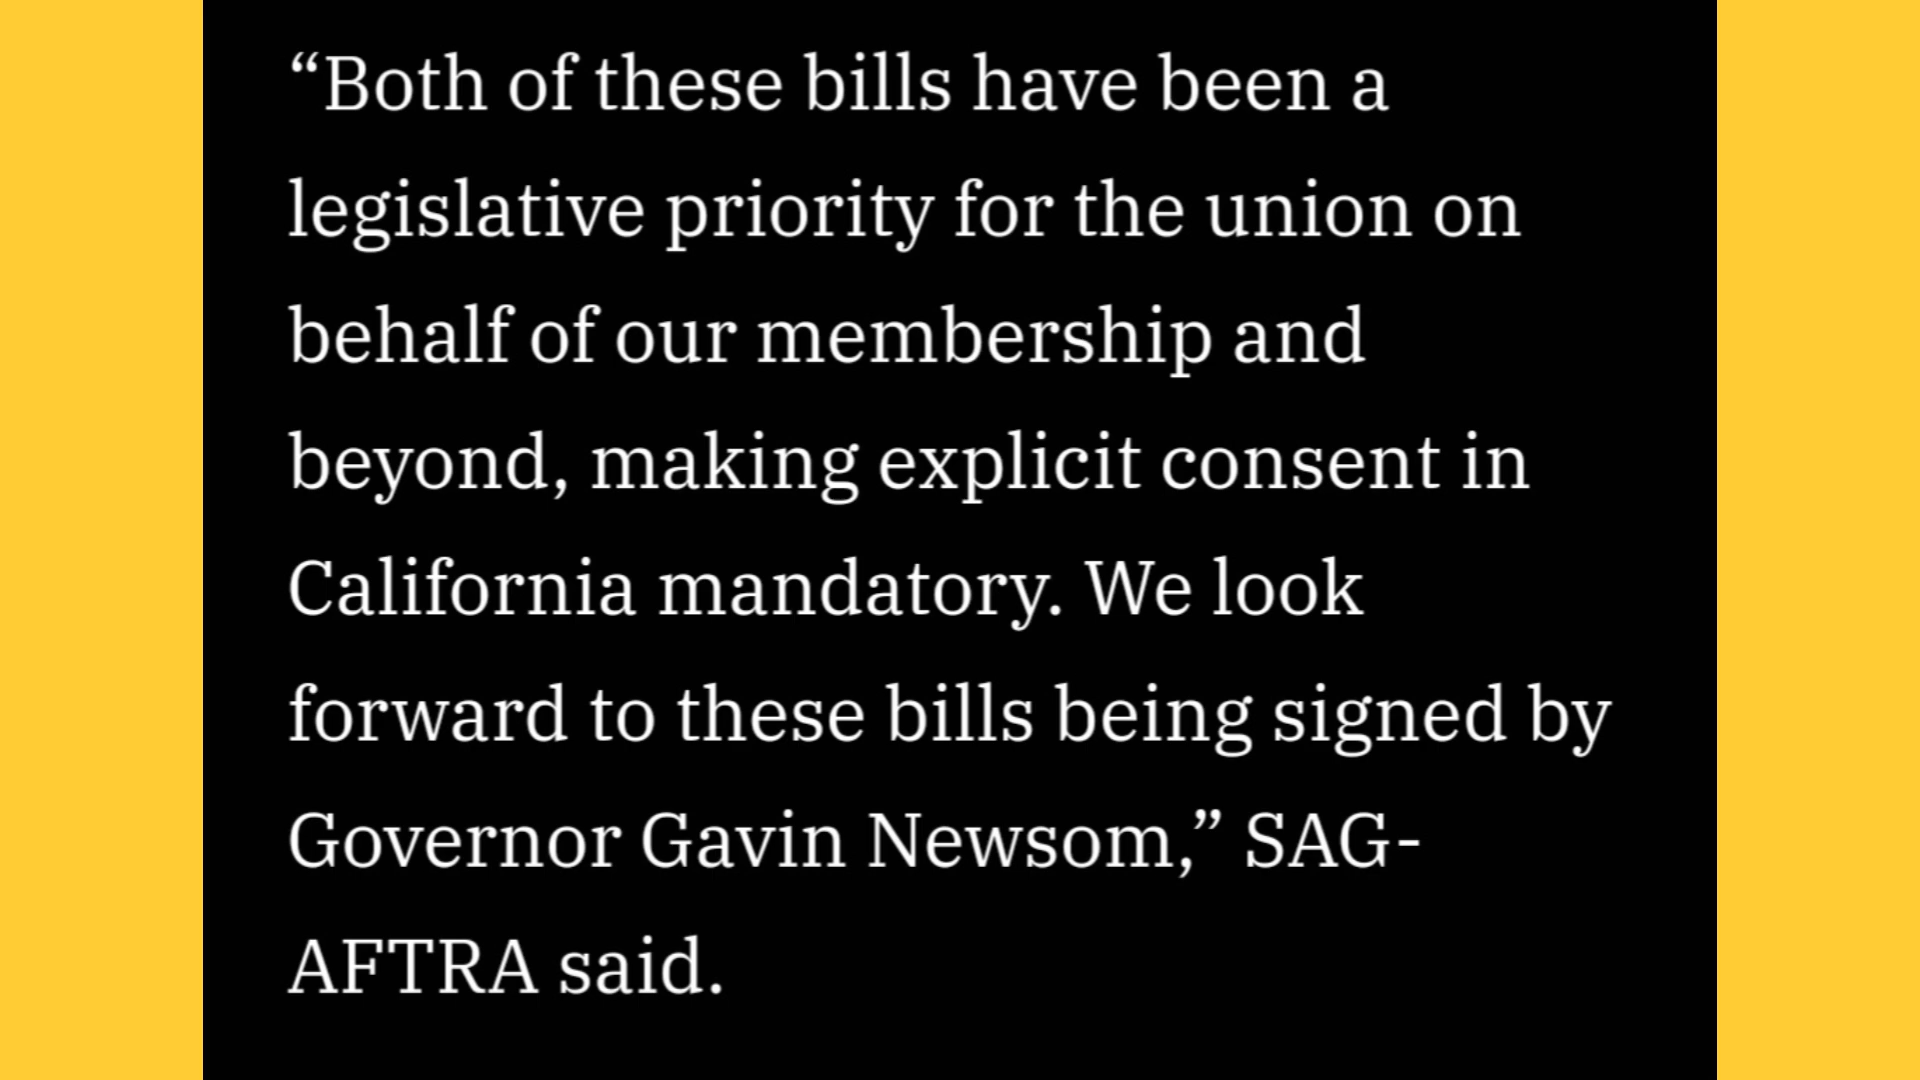 “Both of these bills have been a
legislative priority for the union on
behalf of our membership and
beyond, making explicit consent in
California mandatory. We look
forward to these bills being signed by
Governor Gavin Newsom,” SAG-
AFTRA said.